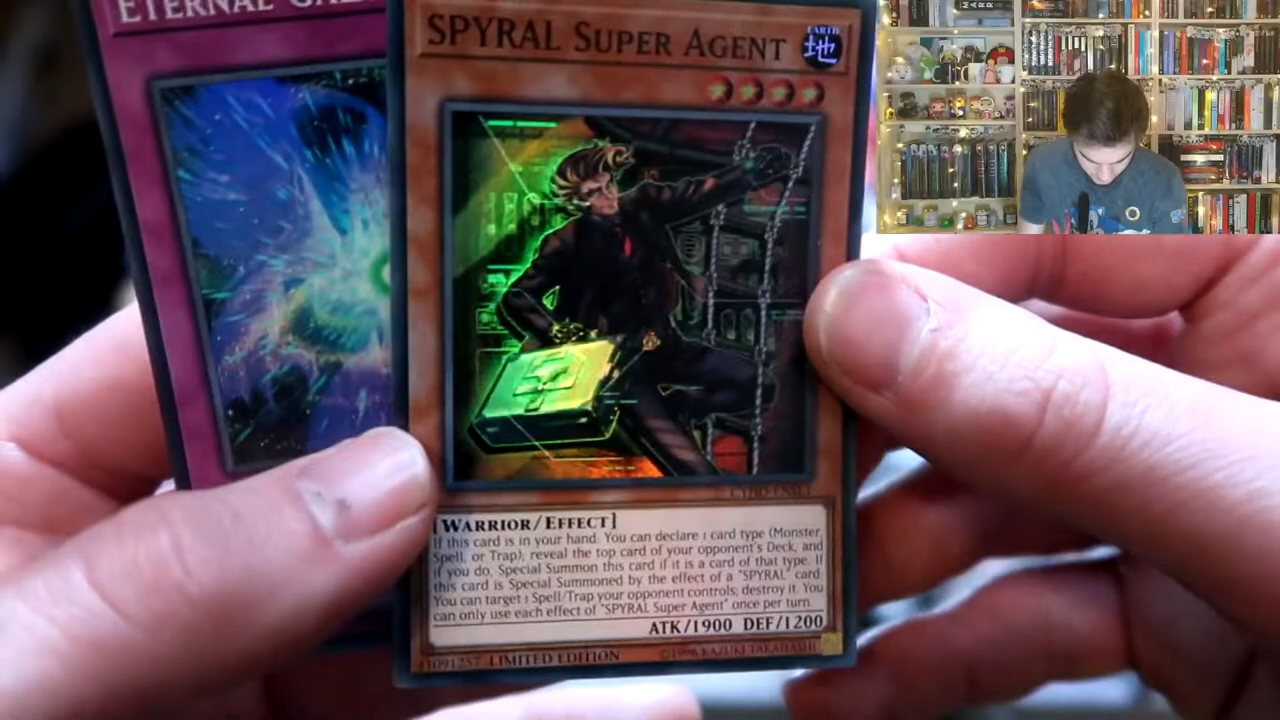 ETERNAL
SPYRAL SUPER AGENT
EARTH
地
[WARRIOR/EFFECT]
If this card is in your hand: You can declare 1 card type (Monster,
Spell, or Trap); reveal the top card of your opponent's Deck, and
if you do, Special Summon this card if it is a card of that type. If
this card is Special Summoned by the effect of a "SPYRAL" card:
You can target 1 Spell/Trap your opponent controls; destroy it. You
can only use each effect of "SPYRAL Super Agent" once per turn.
ATK/1900 DEF/1200
LIMITED EDITION
©1996 KAZUKI TAKAHASHI